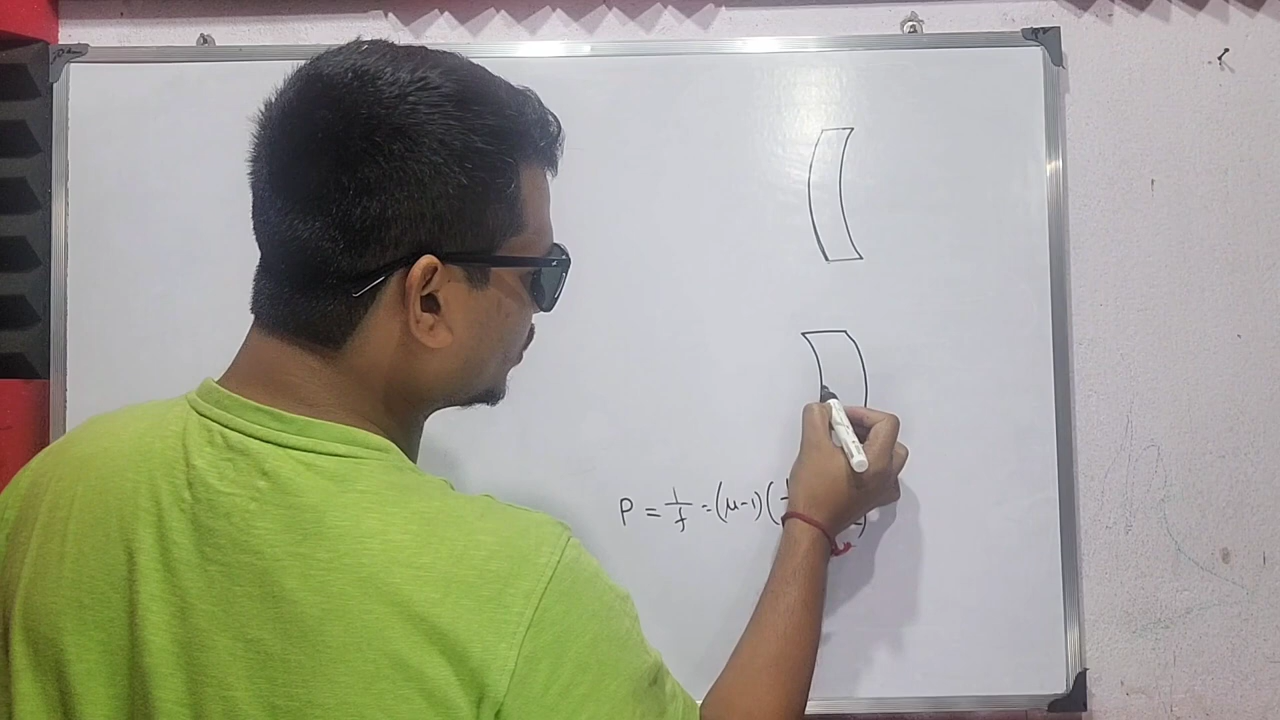 P = 1/f = (μ-1)(